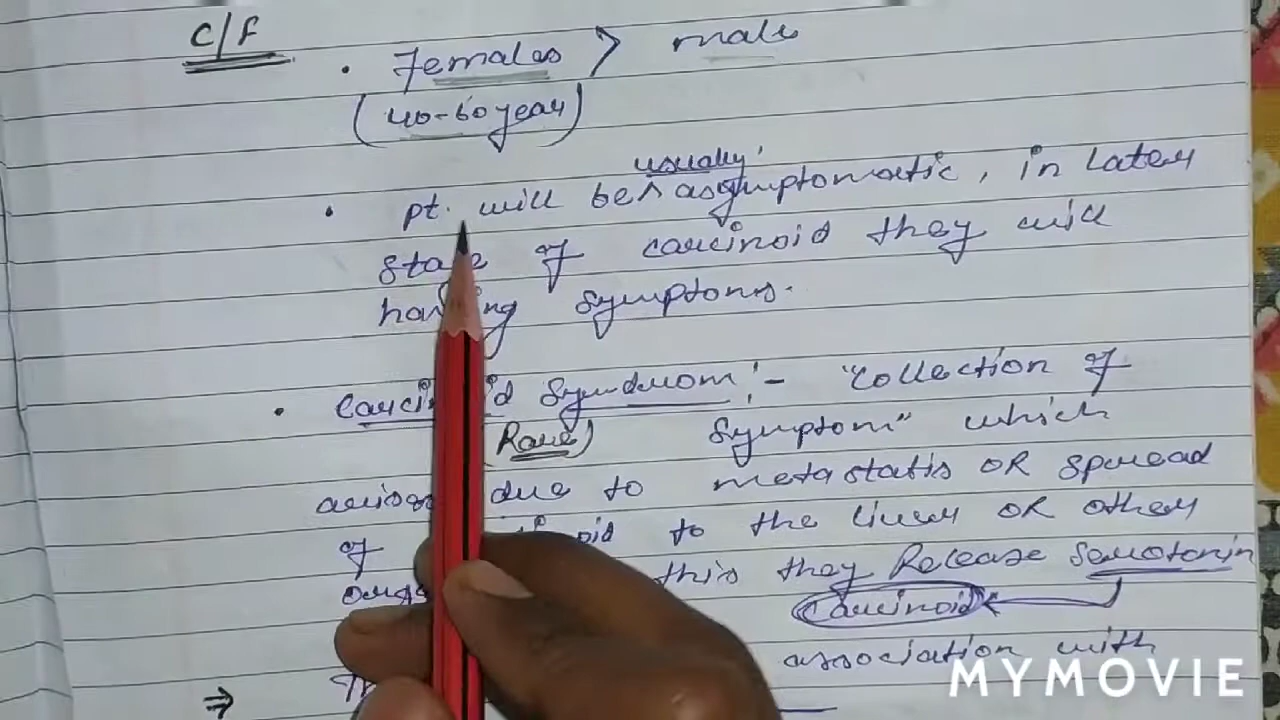 C/F
• Females > male
(40-60 year)
usually
• pt. will be ^ asymptomatic, in later
stage of carcinoid they will
having symptoms.
• Carcinoid Syndrom :- "Collection of
(Rare) Symptom" which
due to metastatis OR spread
of to the liver OR other
this they Release Serotonin
Carcinoid
⇒ association with
MYMOVIE